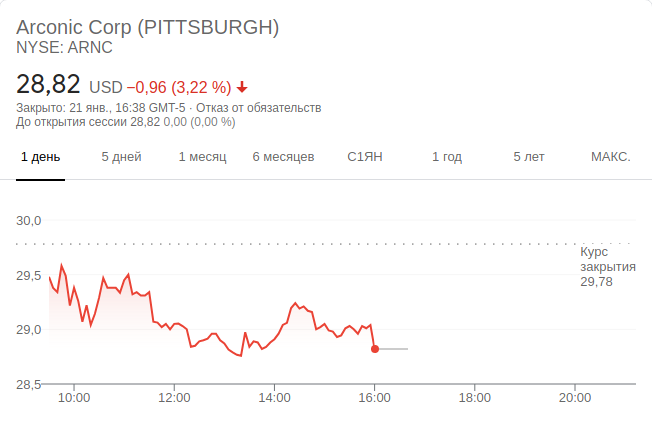 Arconic Corp (PITTSBURGH)
NYSE: ARNC
28,82 USD −0,96 (3,22 %)
Закрыто: 21 янв., 16:38 GMT-5 · Отказ от обязательств
До открытия сессии 28,82 0,00 (0,00 %)
1 день 5 дней 1 месяц 6 месяцев С1ЯН 1 год 5 лет МАКС.
30,0
Курс
закрытия
29,78
29,5
29,0
28,5
10:00 12:00 14:00 16:00 18:00 20:00